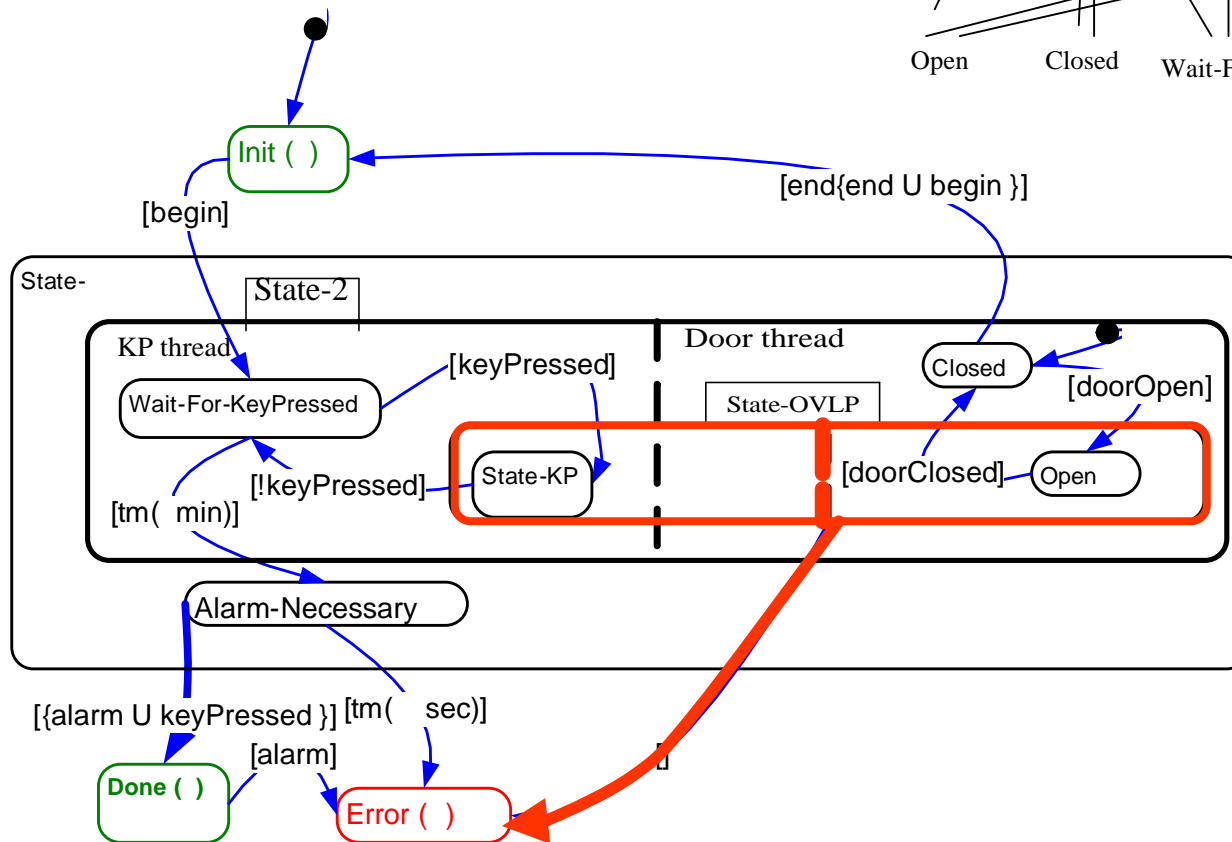 Open Closed Wait-F
Init ( )
[end{end U begin }]
[begin]
State-
State-2
KP thread
Door thread
[keyPressed]
Closed
[doorOpen]
Wait-For-KeyPressed
State-OVLP
[!keyPressed]
State-KP
[doorClosed]
Open
[tm( min)]
Alarm-Necessary
[{alarm U keyPressed }]
[tm( sec)]
[alarm]
[]
Done ( )
Error ( )